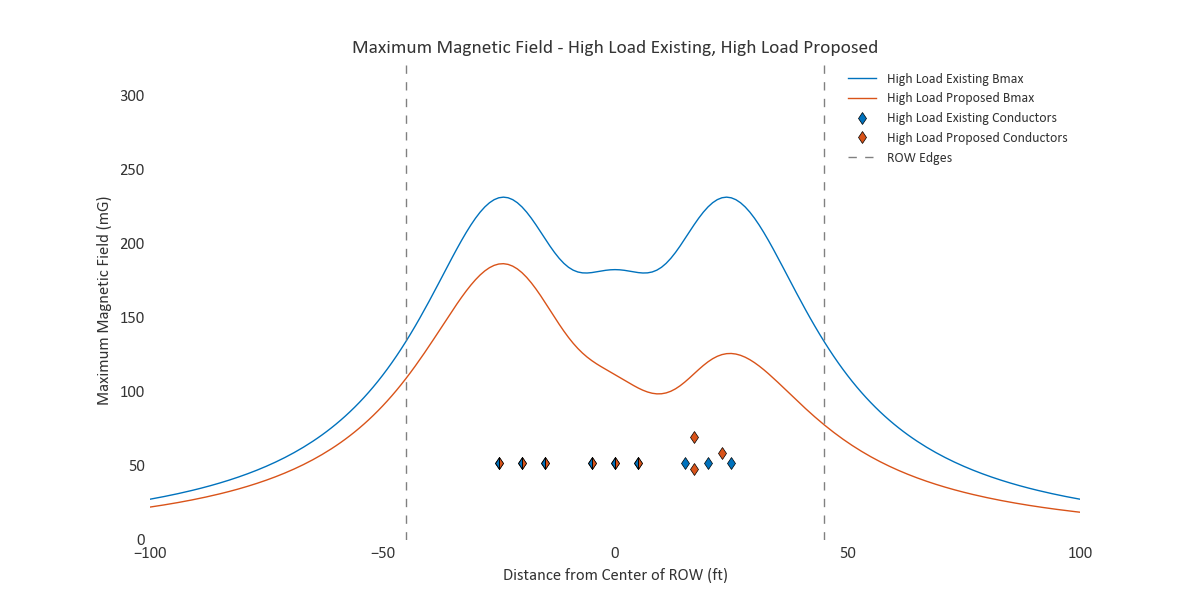 Maximum Magnetic Field - High Load Existing, High Load Proposed
High Load Existing Bmax
High Load Proposed Bmax
High Load Existing Conductors
High Load Proposed Conductors
ROW Edges
Maximum Magnetic Field (mG)
300
250
200
150
100
50
0
−100
−50
0
50
100
Distance from Center of ROW (ft)